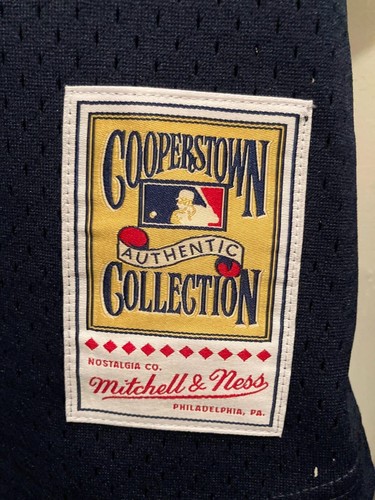 COOPERSTOWN
AUTHENTIC
COLLECTION
NOSTALGIA CO.
Mitchell & Ness
PHILADELPHIA, PA.